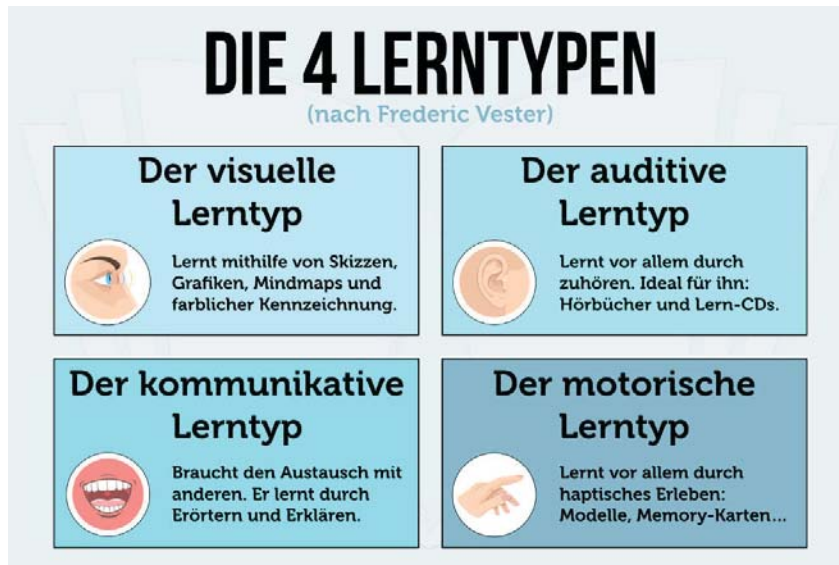 DIE 4 LERNTYPEN
(nach Frederic Vester)
Der visuelle
Lerntyp
Lernt mithilfe von Skizzen,
Grafiken, Mindmaps und
farblicher Kennzeichnung.
Der auditive
Lerntyp
Lernt vor allem durch
zuhören. Ideal für ihn:
Hörbücher und Lern-CDs.
Der kommunikative
Lerntyp
Braucht den Austausch mit
anderen. Er lernt durch
Erörtern und Erklären.
Der motorische
Lerntyp
Lernt vor allem durch
haptisches Erleben:
Modelle, Memory-Karten...